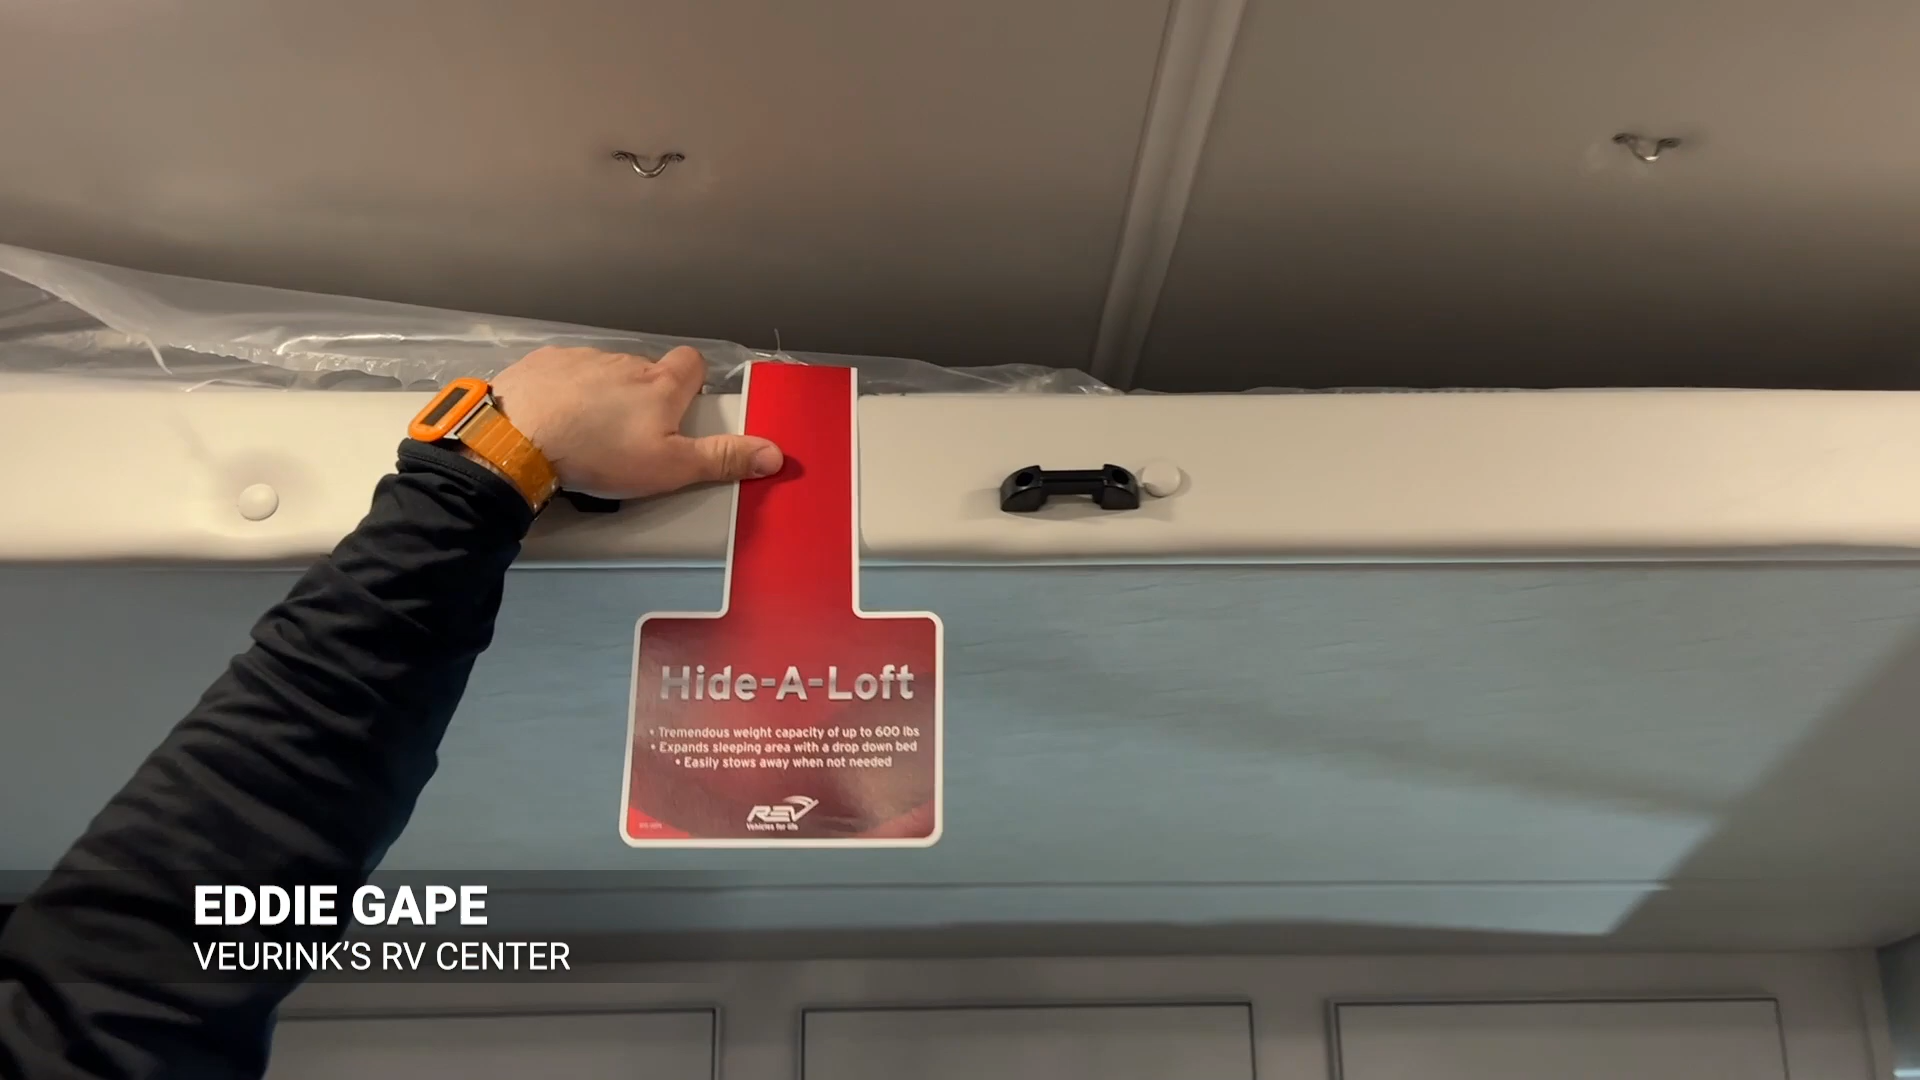 Hide-A-Loft
• Tremendous weight capacity of up to 600 lbs
• Expands sleeping area with a drop down bed
• Easily stows away when not needed
REV
Vehicles for life
EDDIE GAPE
VEURINK'S RV CENTER